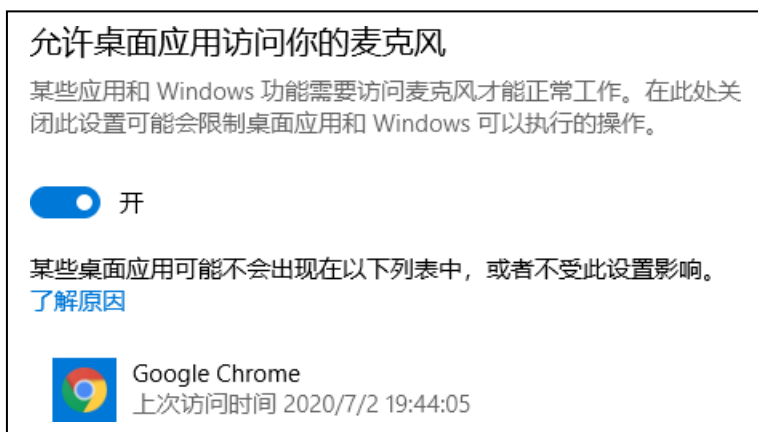 允许桌面应用访问你的麦克风
某些应用和 Windows 功能需要访问麦克风才能正常工作。在此处关
闭此设置可能会限制桌面应用和 Windows 可以执行的操作。
开
某些桌面应用可能不会出现在以下列表中，或者不受此设置影响。
了解原因
Google Chrome
上次访问时间 2020/7/2 19:44:05